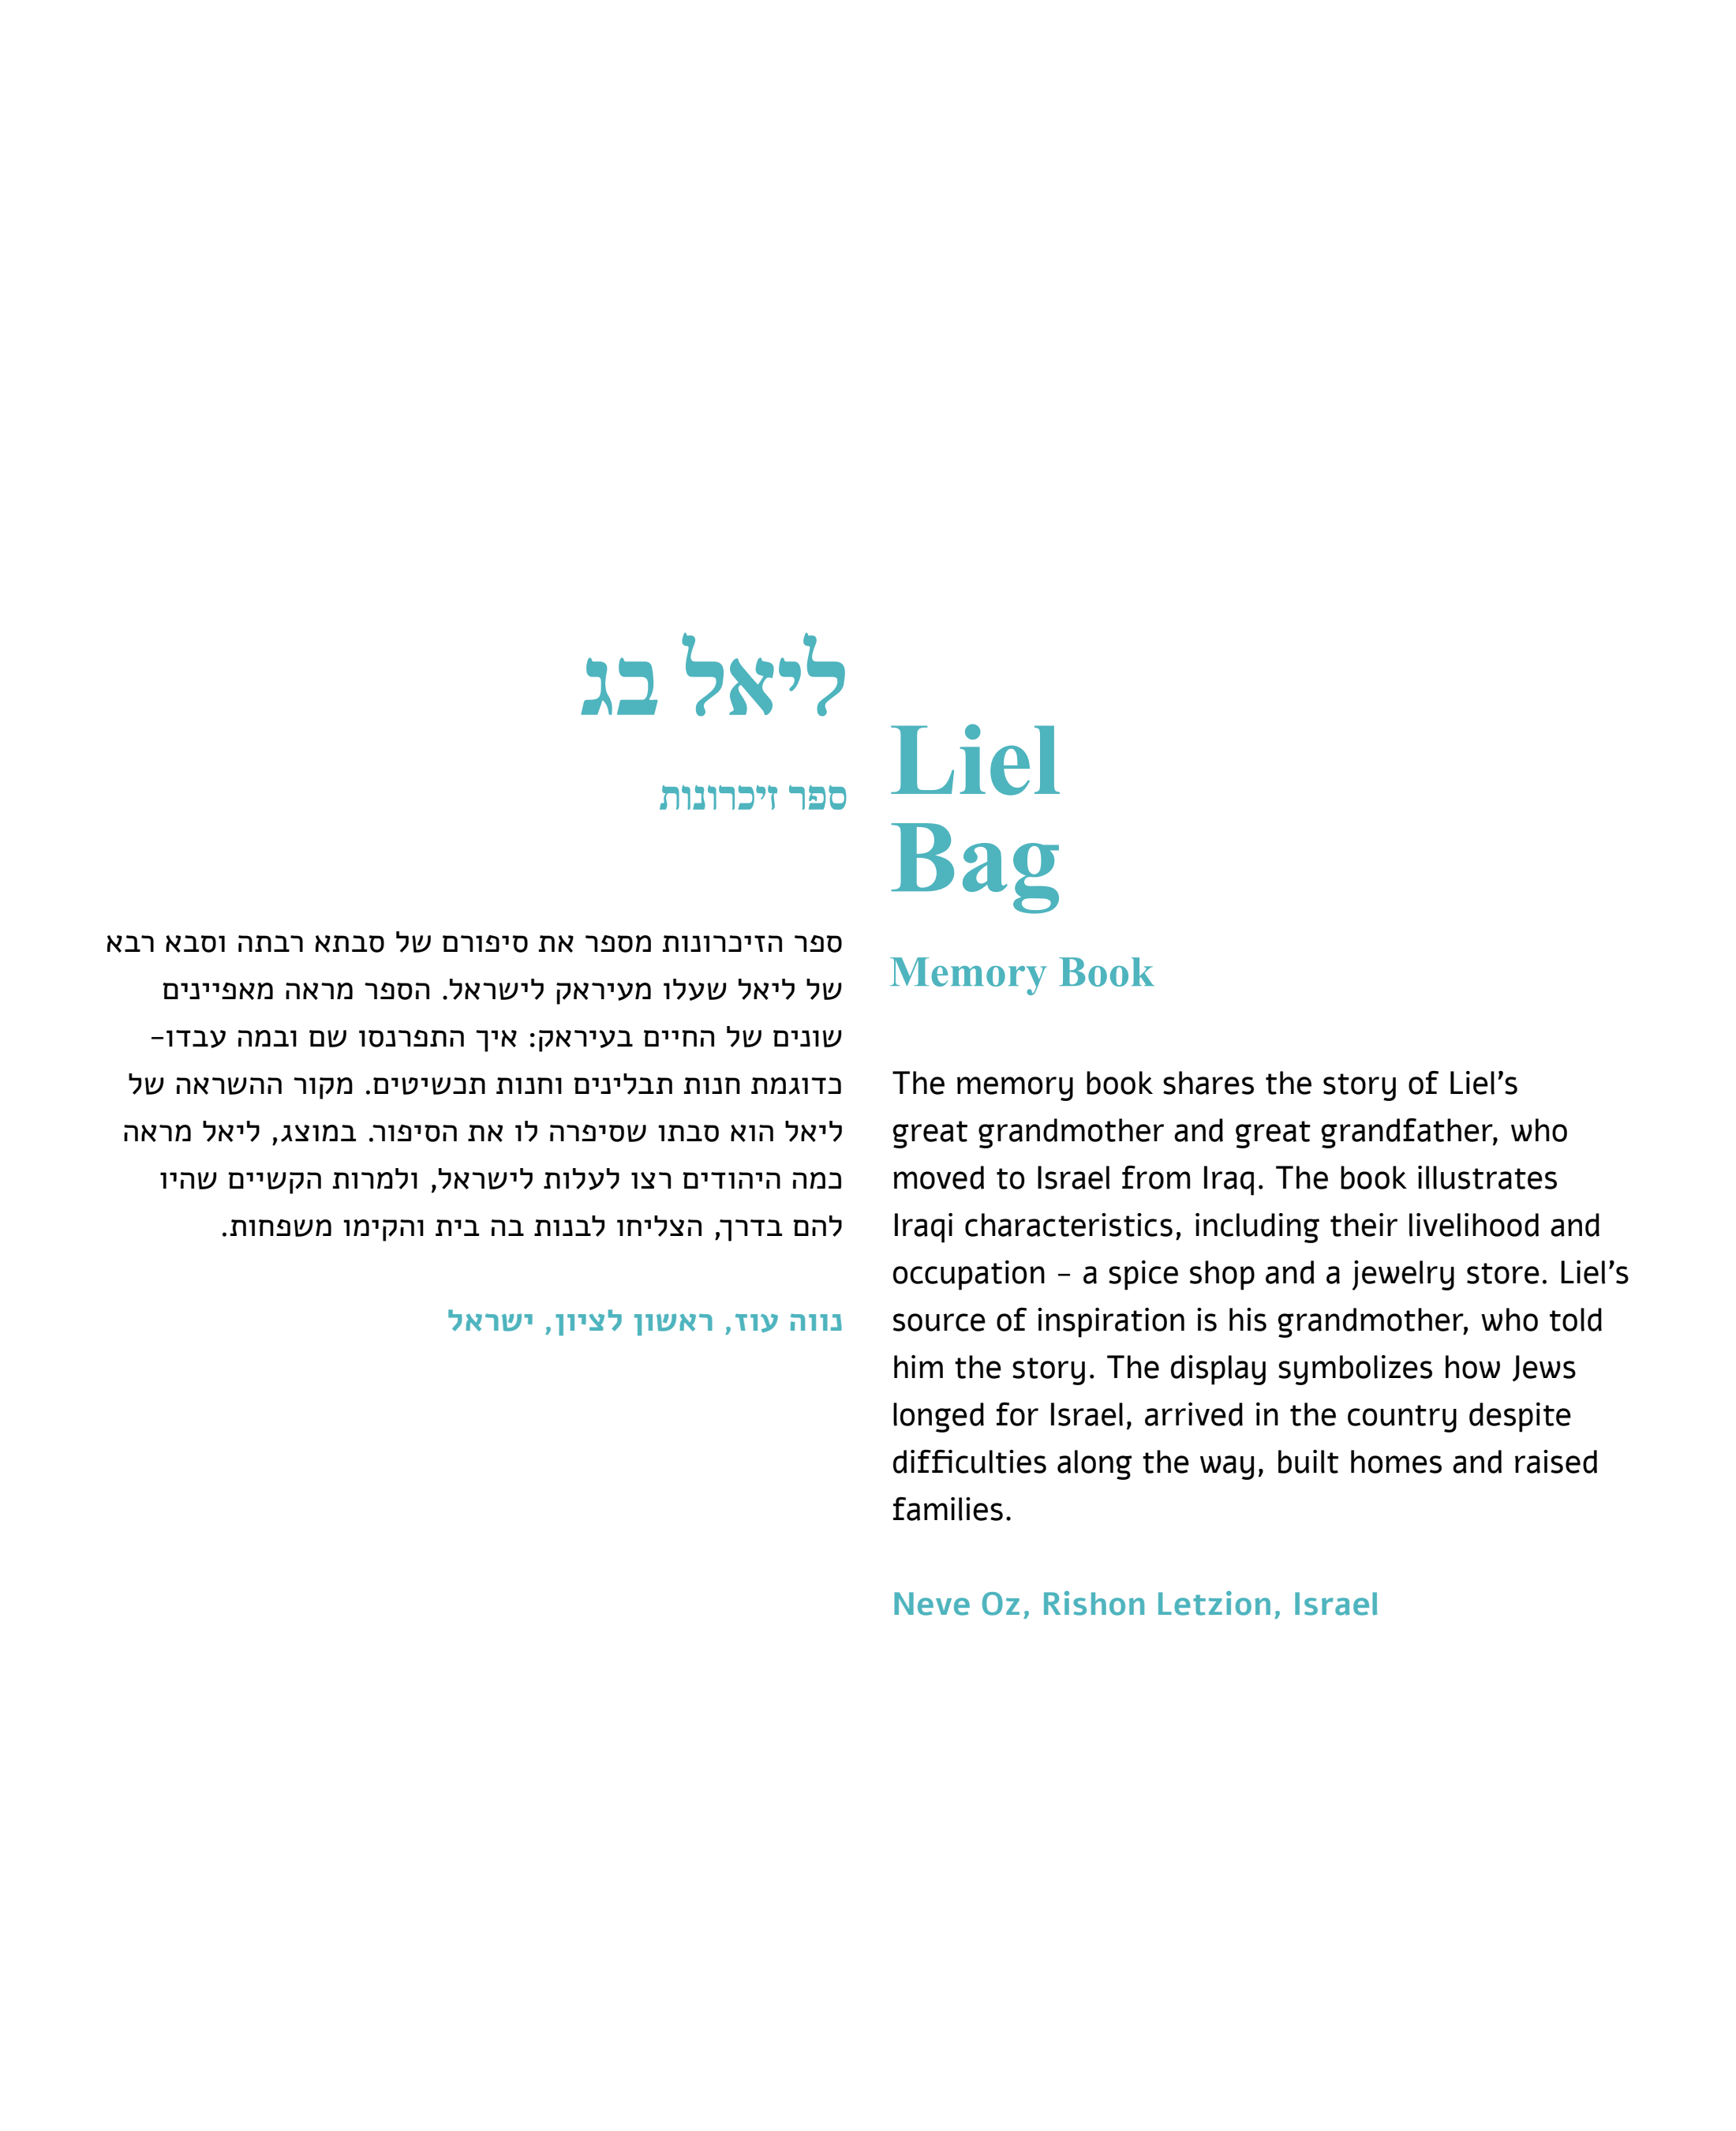 ליאל בג
ספר זיכרונות
ספר הזיכרונות מספר את סיפורם של סבתא רבתה וסבא רבא
של ליאל שעלו מעיראק לישראל. הספר מראה מאפיינים
שונים של החיים בעיראק: איך התפרנסו שם ובמה עבדו–
כדוגמת חנות תבלינים וחנות תכשיטים. מקור ההשראה של
ליאל הוא סבתו שסיפרה לו את הסיפור. במוצג, ליאל מראה
כמה היהודים רצו לעלות לישראל, ולמרות הקשיים שהיו
להם בדרך, הצליחו לבנות בה בית והקימו משפחות.
נווה עוז, ראשון לציון, ישראל
Liel
Bag
Memory Book
The memory book shares the story of Liel’s
great grandmother and great grandfather, who
moved to Israel from Iraq. The book illustrates
Iraqi characteristics, including their livelihood and
occupation – a spice shop and a jewelry store. Liel’s
source of inspiration is his grandmother, who told
him the story. The display symbolizes how Jews
longed for Israel, arrived in the country despite
difficulties along the way, built homes and raised
families.
Neve Oz, Rishon Letzion, Israel